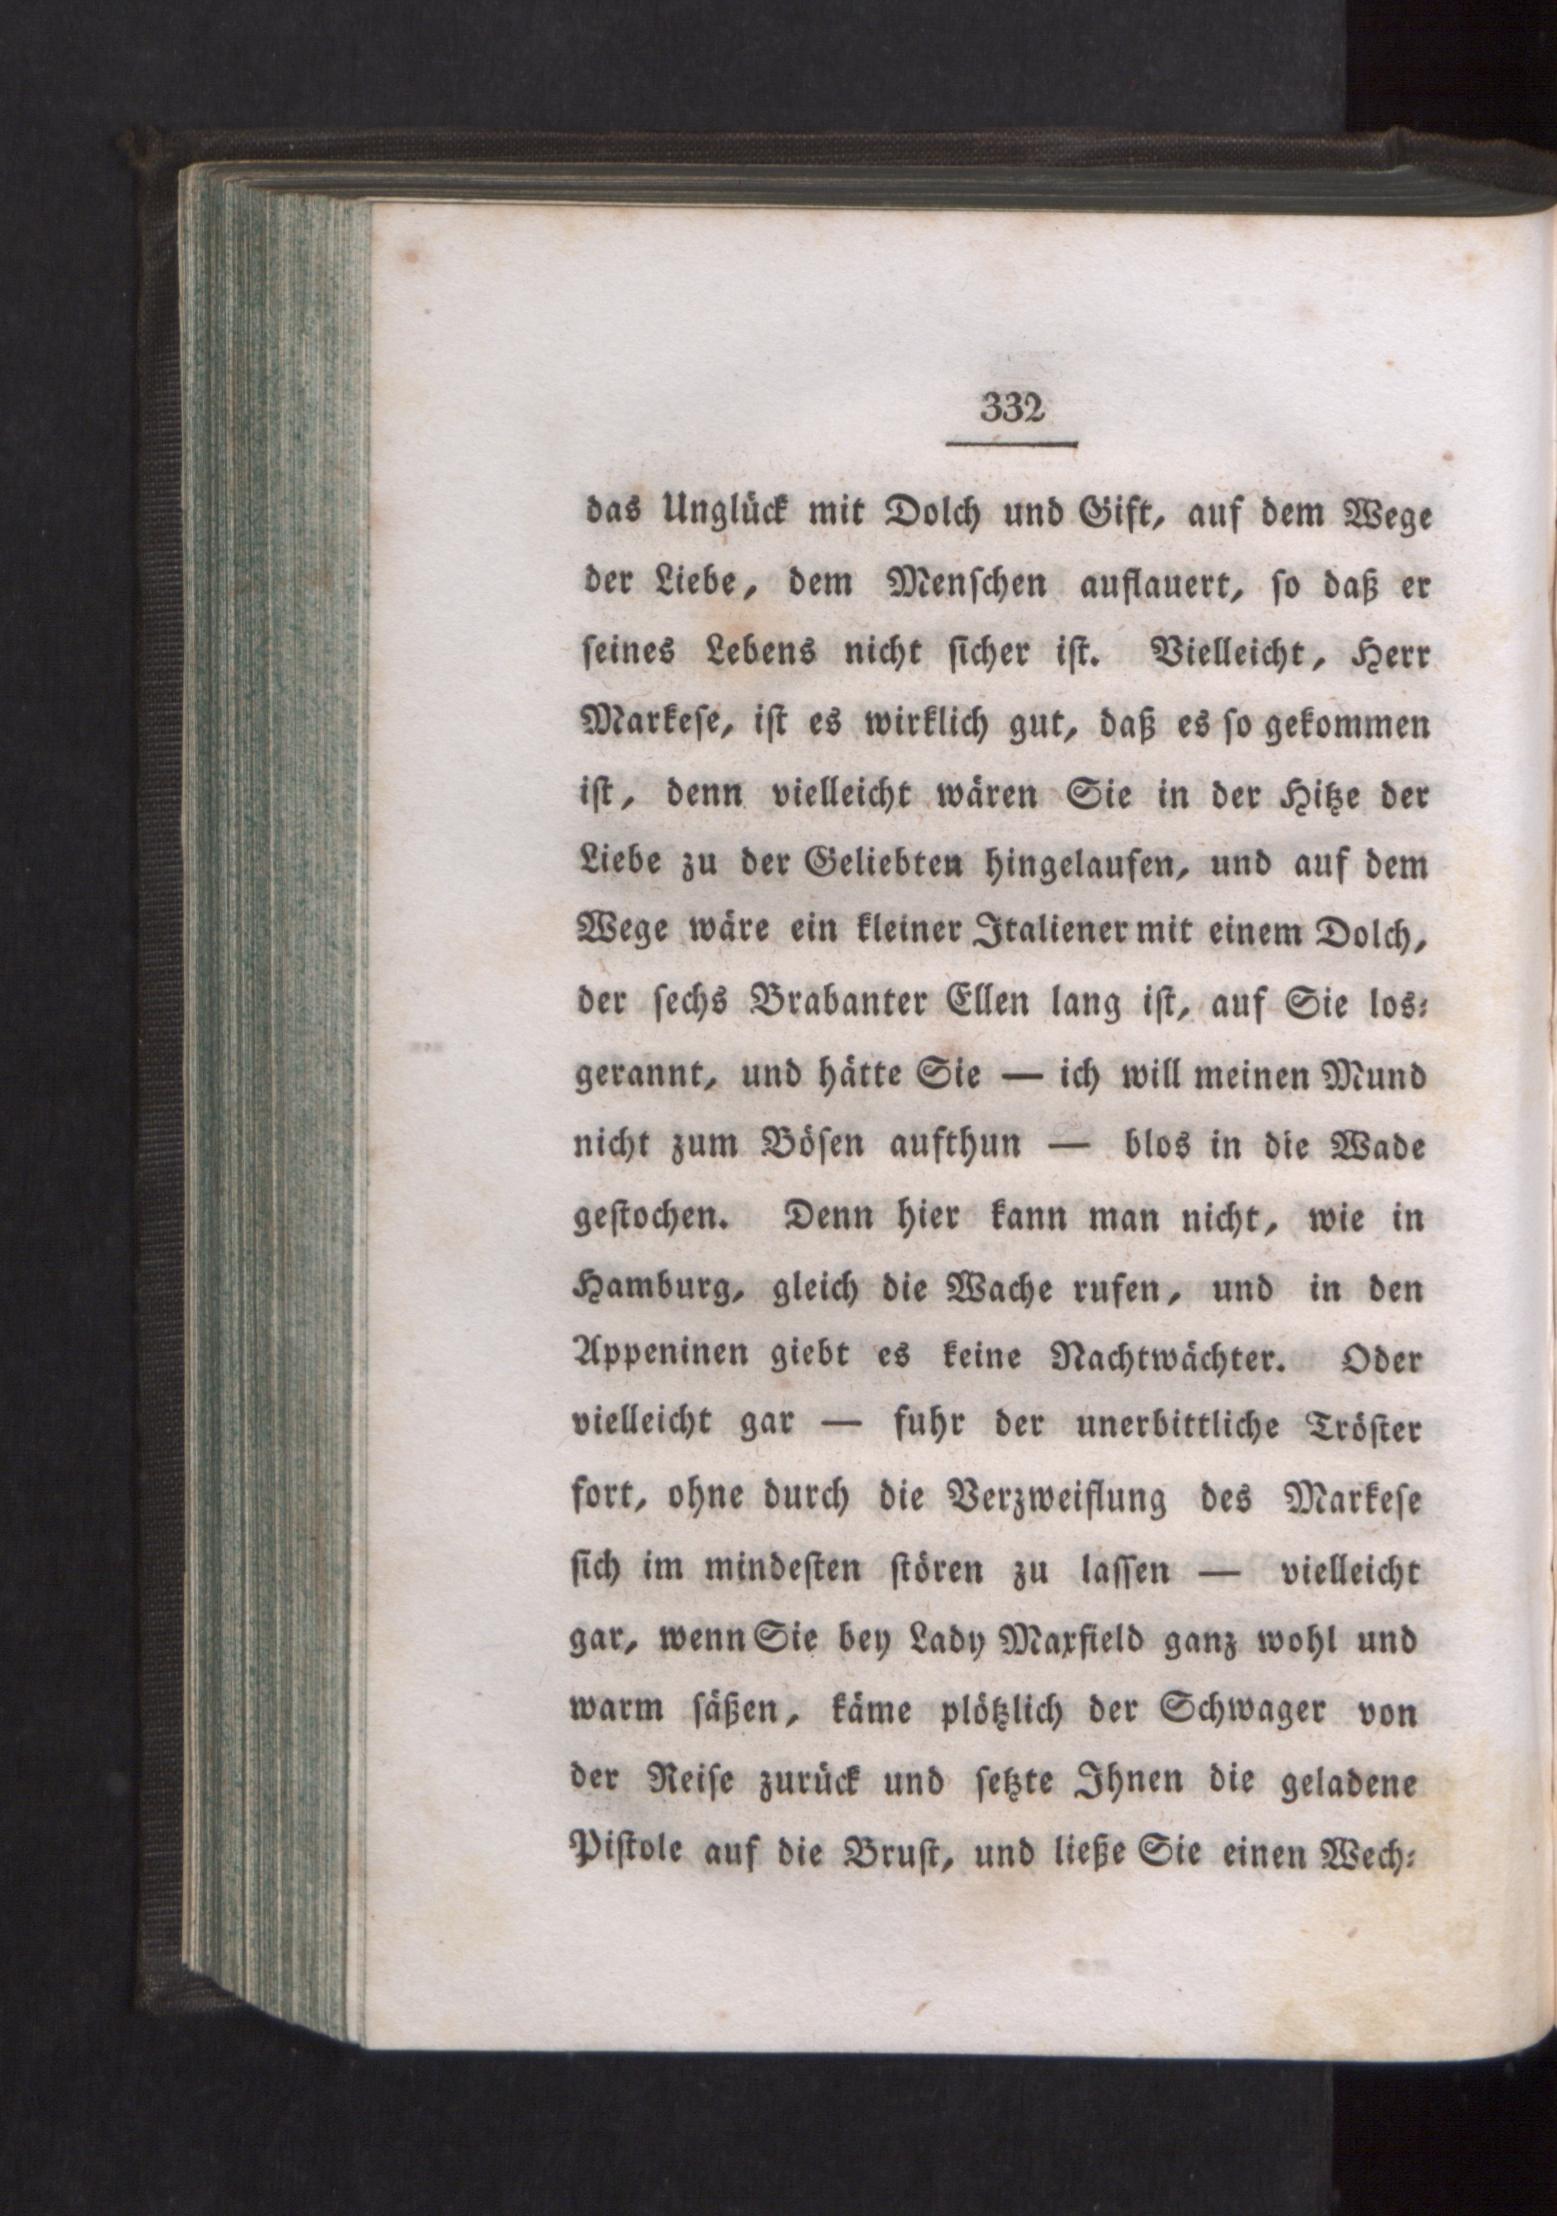 332
das Unglück mit Dolch und Gift, auf dem Wege
der Liebe, dem Menſchen auflauert, ſo daß er
ſeines Lebens nicht ſicher iſt. Vielleicht, Herr
Markeſe, iſt es wirklich gut, daß es ſo gekommen
iſt, denn vielleicht wären Sie in der Hitze der
Liebe zu der Geliebten hingelaufen, und auf dem
Wege wäre ein kleiner Italiener mit einem Dolch,
der ſechs Brabanter Ellen lang iſt, auf Sie los⸗
gerannt, und hätte Sie — ich will meinen Mund
nicht zum Böſen aufthun — blos in die Wade
geſtochen. Denn hier kann man nicht, wie in
Hamburg, gleich die Wache rufen, und in den
Appeninen giebt es keine Nachtwächter. Oder
vielleicht gar — fuhr der unerbittliche Tröſter
fort, ohne durch die Verzweiflung des Markeſe
ſich im mindeſten ſtören zu laſſen — vielleicht
gar, wenn Sie bey Lady Maxfield ganz wohl und
warm ſäßen, käme plötzlich der Schwager von
der Reiſe zurück und ſetzte Ihnen die geladene
Piſtole auf die Bruſt, und ließe Sie einen Wech⸗